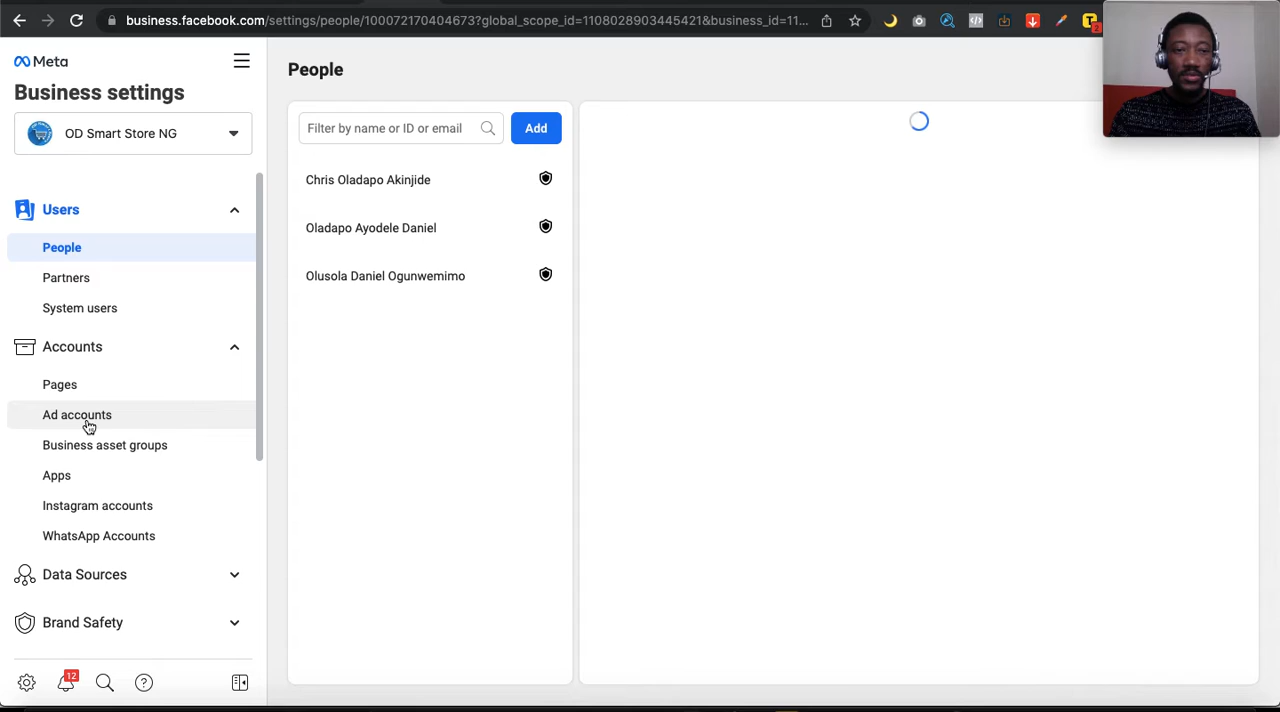 business.facebook.com/settings/people/100072170404673?global_scope_id=1108028903445421&business_id=11...
T
2
Meta
Business settings
OD Smart Store NG
Users
People
Partners
System users
Accounts
Pages
Ad accounts
Business asset groups
Apps
Instagram accounts
WhatsApp Accounts
Data Sources
Brand Safety
12
People
Filter by name or ID or email
Add
Chris Oladapo Akinjide
Oladapo Ayodele Daniel
Olusola Daniel Ogunwemimo